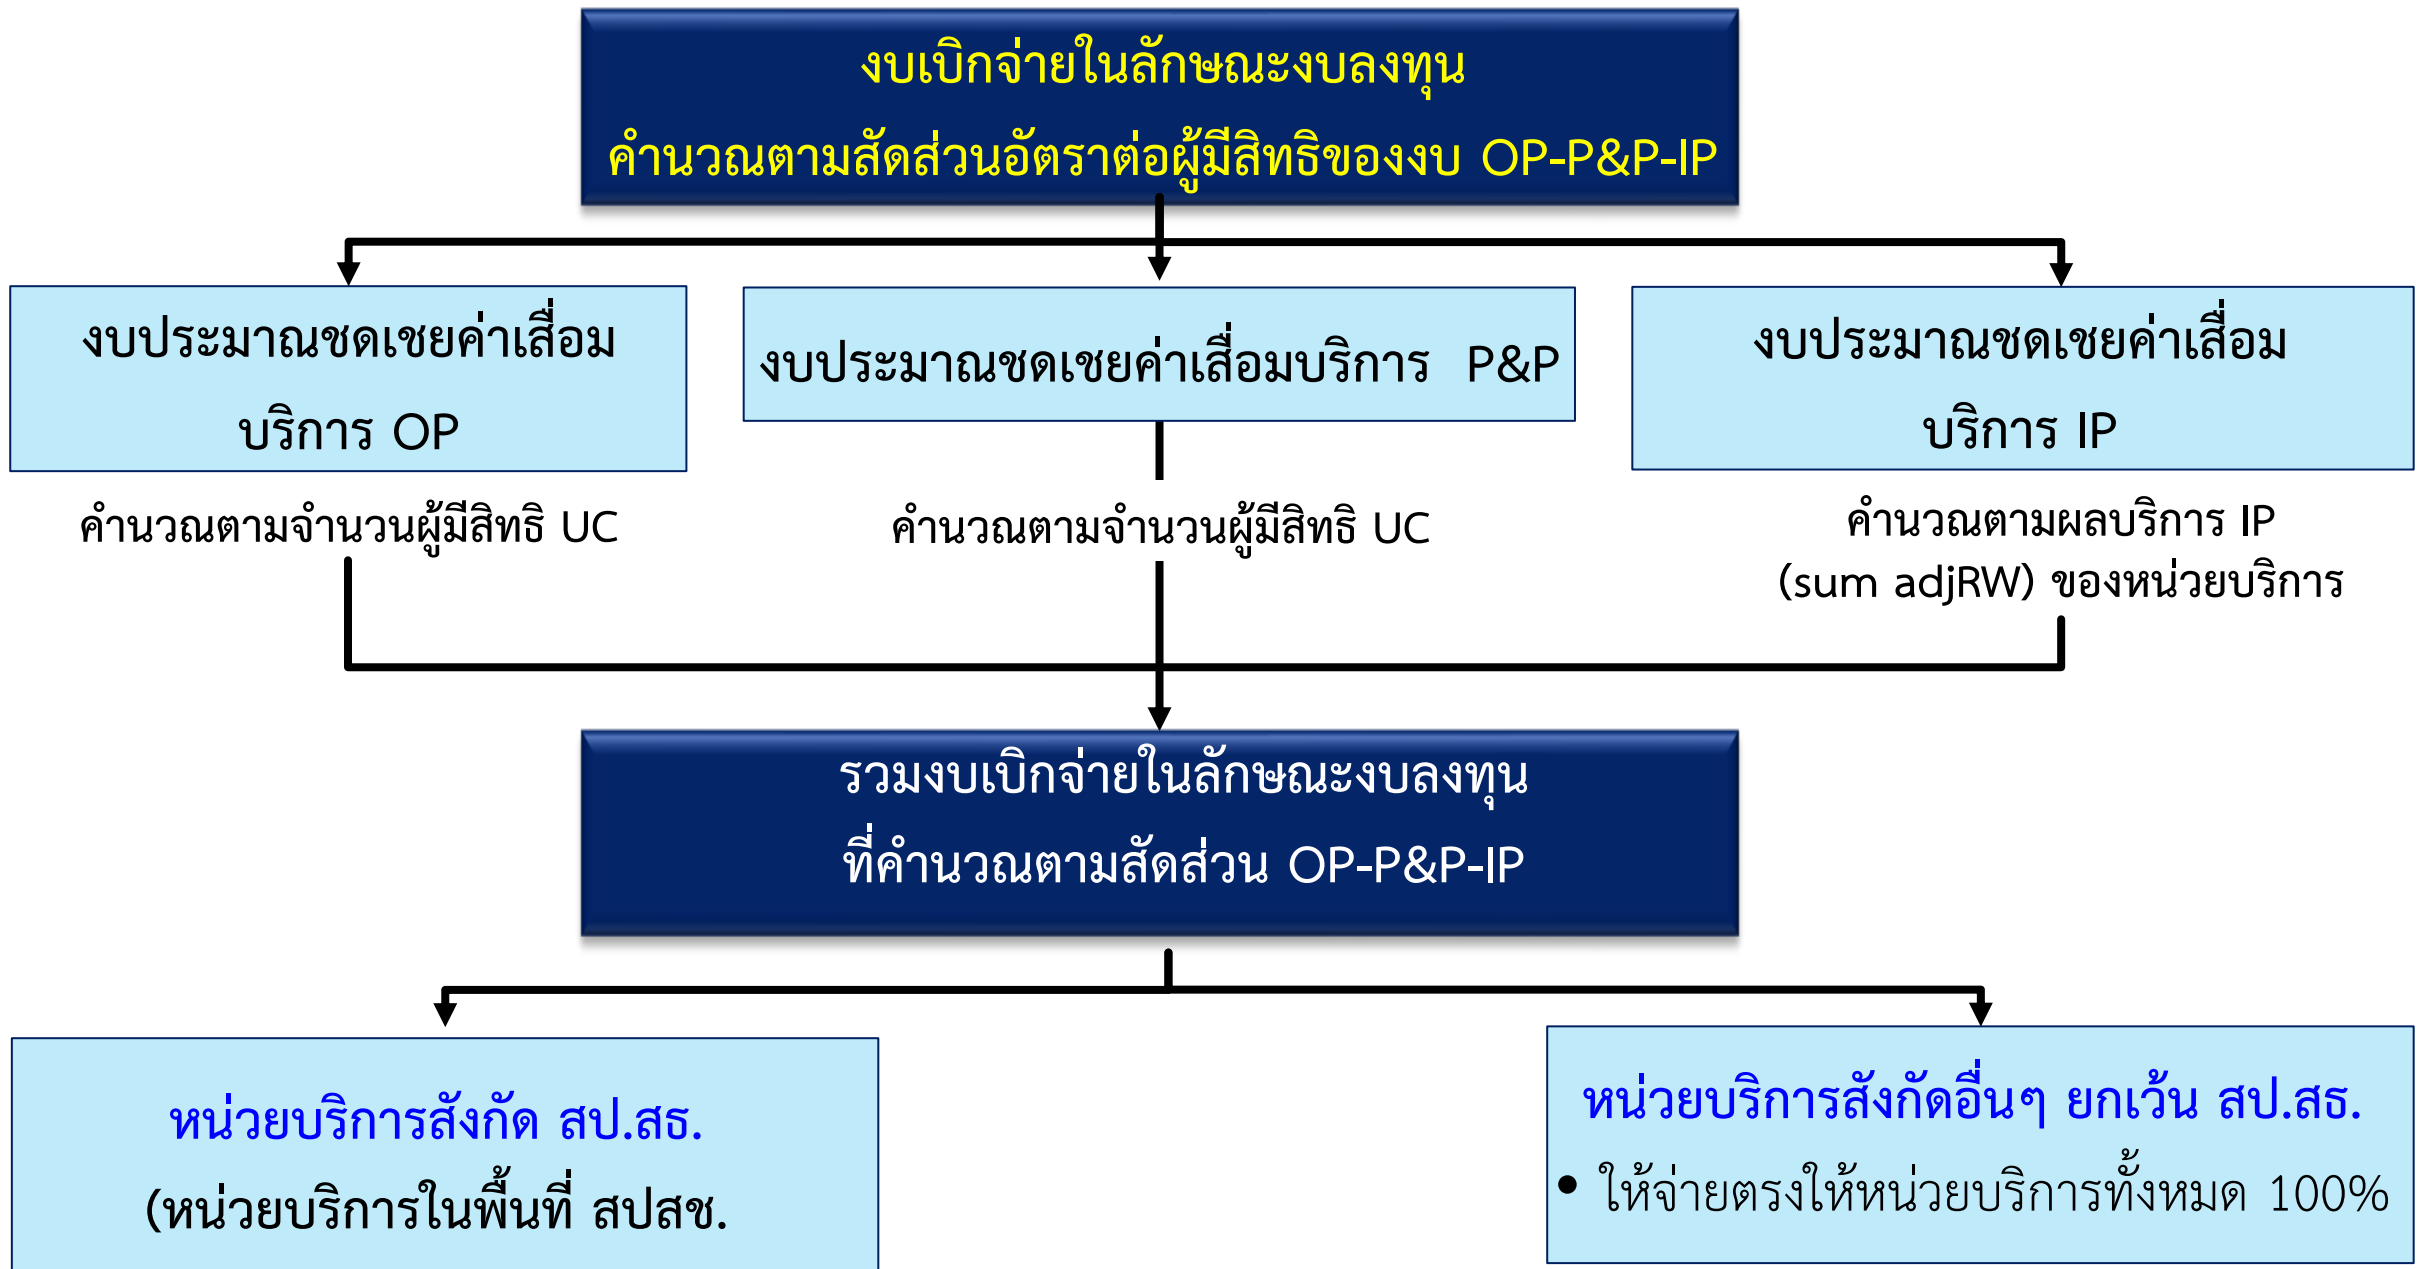 งบเบิกจ่ายในลักษณะงบลงทุน
คำนวณตามสัดส่วนอัตราต่อผู้มีสิทธิของงบ OP-P&P-IP
งบประมาณชดเชยค่าเสื่อม
บริการ OP
งบประมาณชดเชยค่าเสื่อมบริการ P&P
งบประมาณชดเชยค่าเสื่อม
บริการ IP
คำนวณตามจำนวนผู้มีสิทธิ UC
คำนวณตามจำนวนผู้มีสิทธิ UC
คำนวณตามผลบริการ IP
(sum adjRW) ของหน่วยบริการ
รวมงบเบิกจ่ายในลักษณะงบลงทุน
ที่คำนวณตามสัดส่วน OP-P&P-IP
หน่วยบริการสังกัด สป.สธ.
(หน่วยบริการในพื้นที่ สปสช.
หน่วยบริการสังกัดอื่นๆ ยกเว้น สป.สธ.
• ให้จ่ายตรงให้หน่วยบริการทั้งหมด 100%